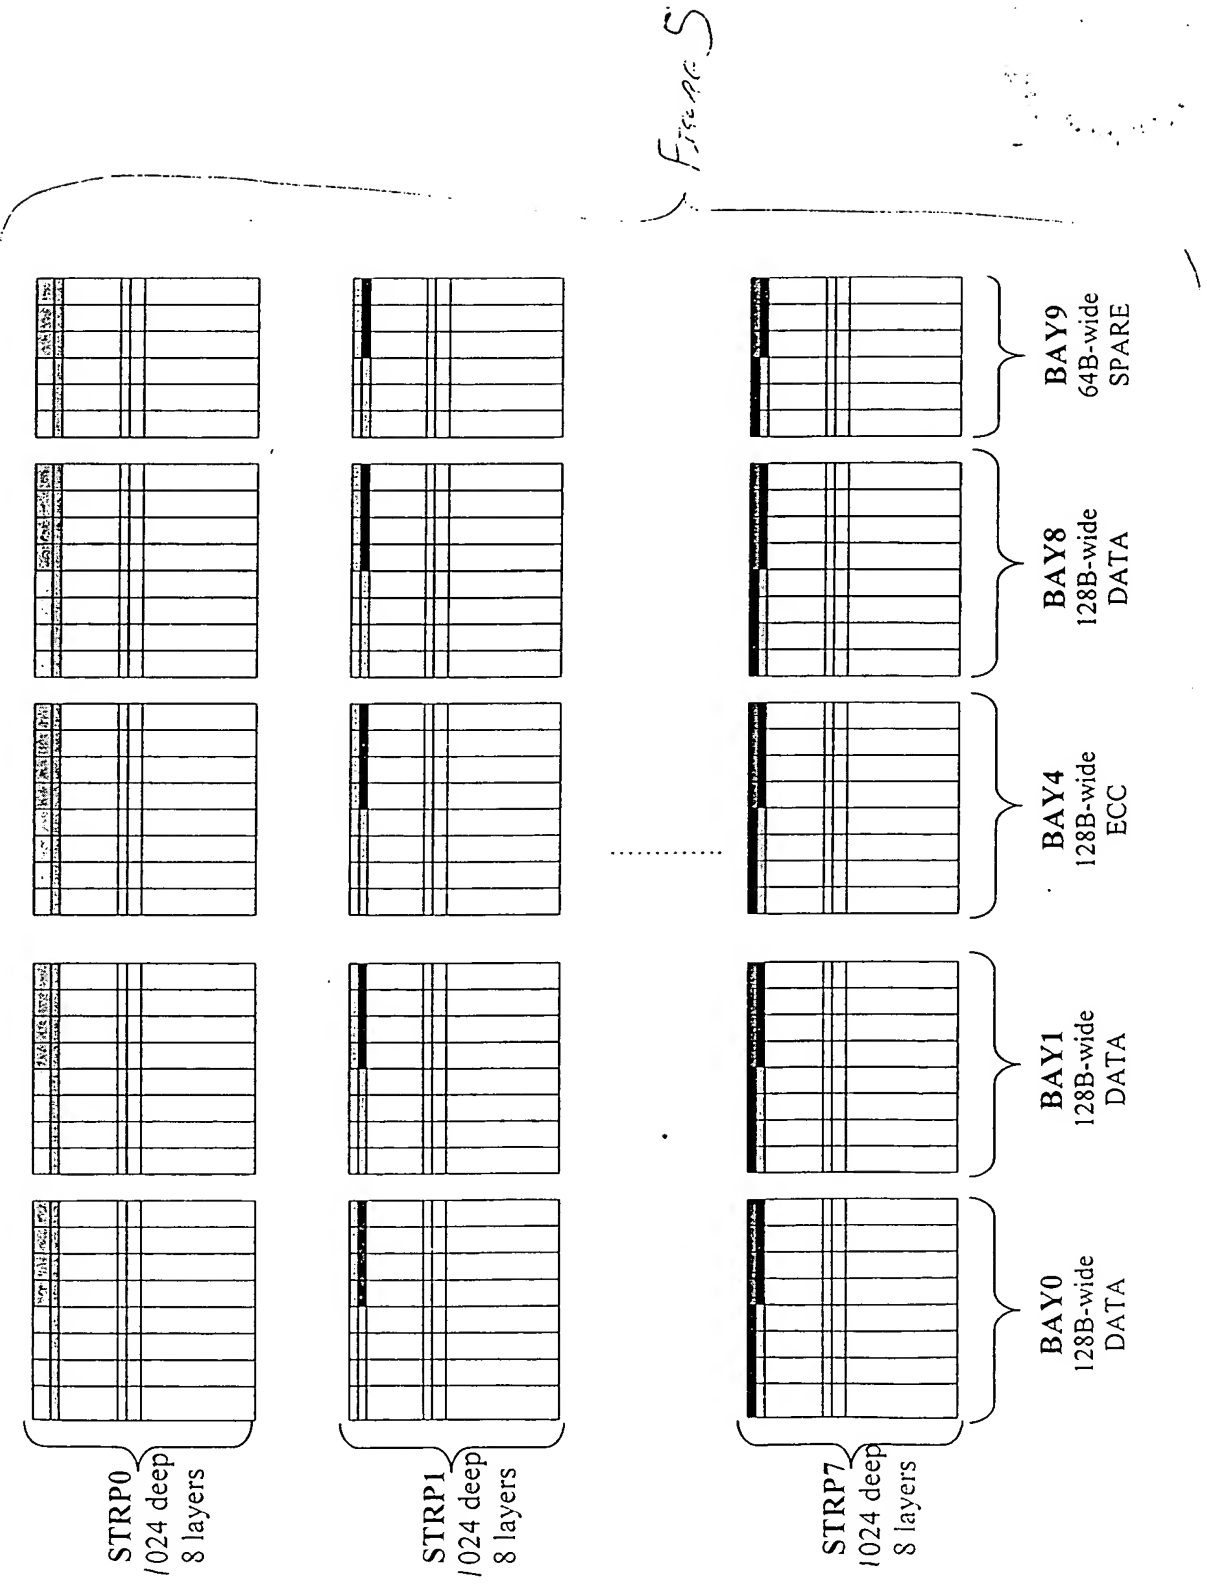 Figure 5
STRP0
1024 deep
8 layers
STRP1
1024 deep
8 layers
STRP7
1024 deep
8 layers
BAY0
128B-wide
DATA
BAY1
128B-wide
DATA
BAY4
128B-wide
ECC
BAY8
128B-wide
DATA
BAY9
64B-wide
SPARE